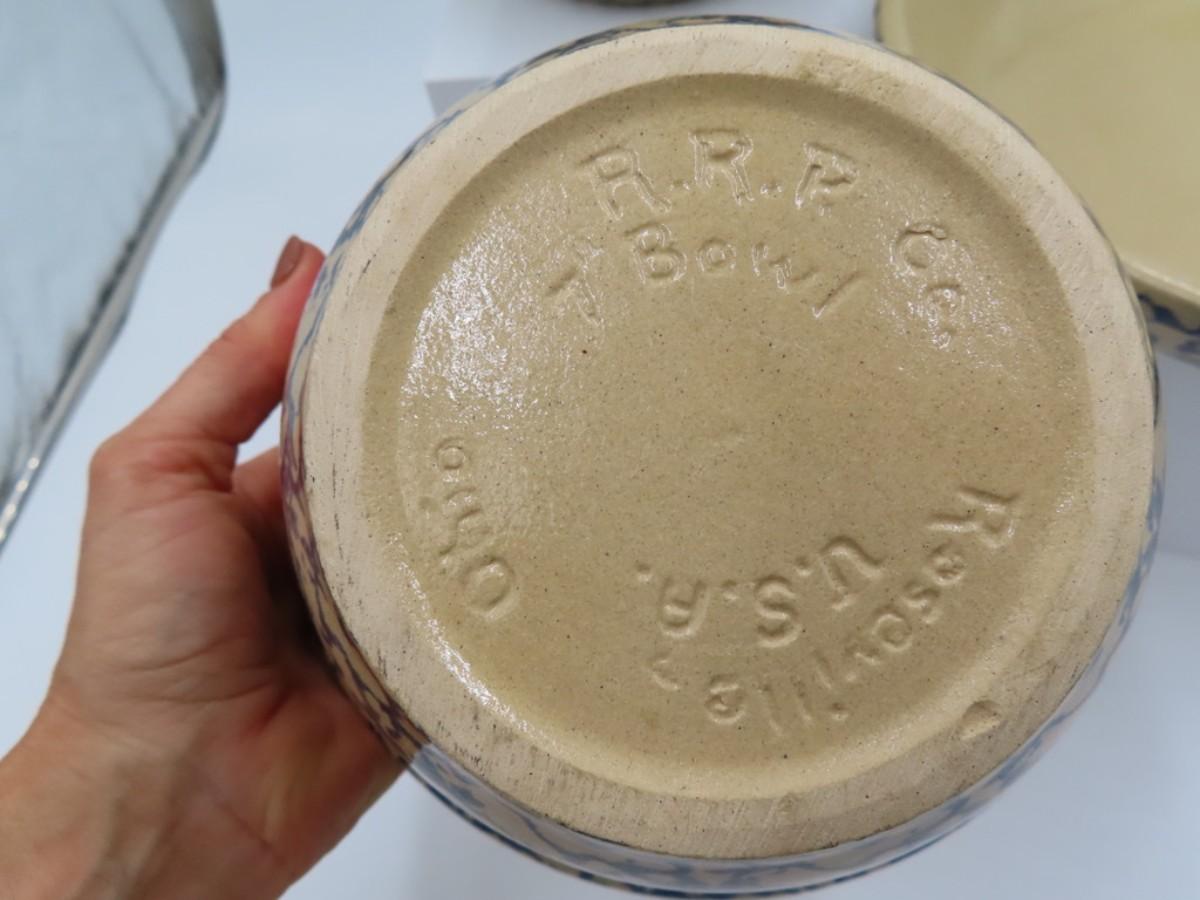 R.R.P. Co.
7" Bowl
U.S.A.
Roseville,
Ohio